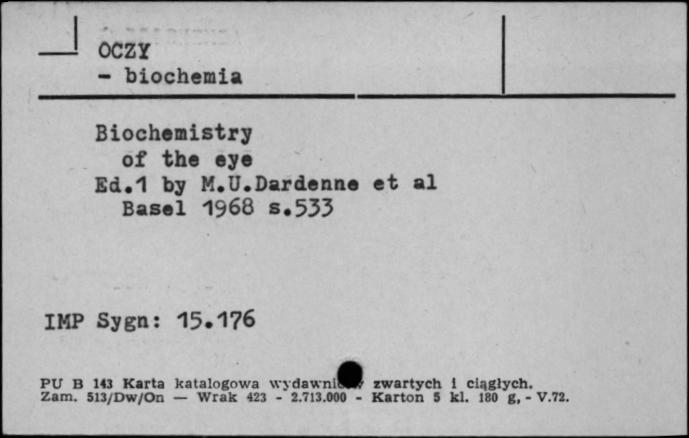 OCZY
- biochemia
Biochemistry
of the eye
Ed.1 by M.U.Dardenne et al
Basel 1968 s.533
IMP Sygn: 15.176
PU B 143 Karta katalogowa zwartych i ciągłych.
Zam. 513/Dw/On — Wrak 423 - 2.713.000 - Karton 5 kl. 180 g, - V.72.